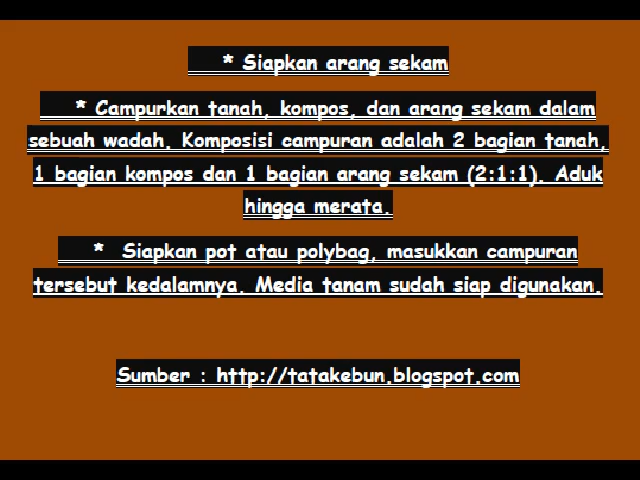 * Siapkan arang sekam
* Campurkan tanah, kompos, dan arang sekam dalam
sebuah wadah. Komposisi campuran adalah 2 bagian tanah,
1 bagian kompos dan 1 bagian arang sekam (2:1:1). Aduk
hingga merata.
* Siapkan pot atau polybag, masukkan campuran
tersebut kedalamnya. Media tanam sudah siap digunakan.
Sumber : http://tatakebun.blogspot.com